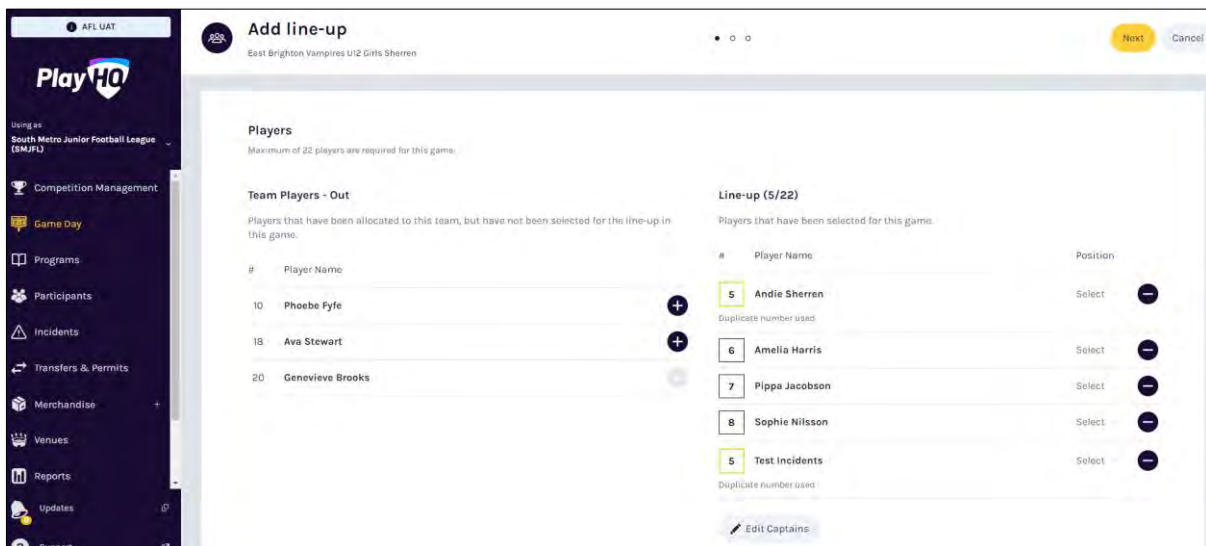 AFL UAT
PlayHQ
Using as
South Metro Junior Football League
(SMJFL)
Competition Management
Game Day
Programs
Participants
Incidents
Transfers & Permits
Merchandise +
Venues
Reports
Updates
Add line-up
East Brighton Vampires U12 Girls Sherren
Next
Cancel
Players
Maximum of 22 players are required for this game.
Team Players - Out
Players that have been allocated to this team, but have not been selected for the line-up in
this game.
# Player Name
10 Phoebe Fyfe
18 Ava Stewart
20 Genevieve Brooks
Line-up (5/22)
Players that have been selected for this game.
# Player Name Position
5 Andie Sherren Select
Duplicate number used
6 Amelia Harris Select
7 Pippa Jacobson Select
8 Sophie Nilsson Select
5 Test Incidents Select
Duplicate number used
Edit Captains